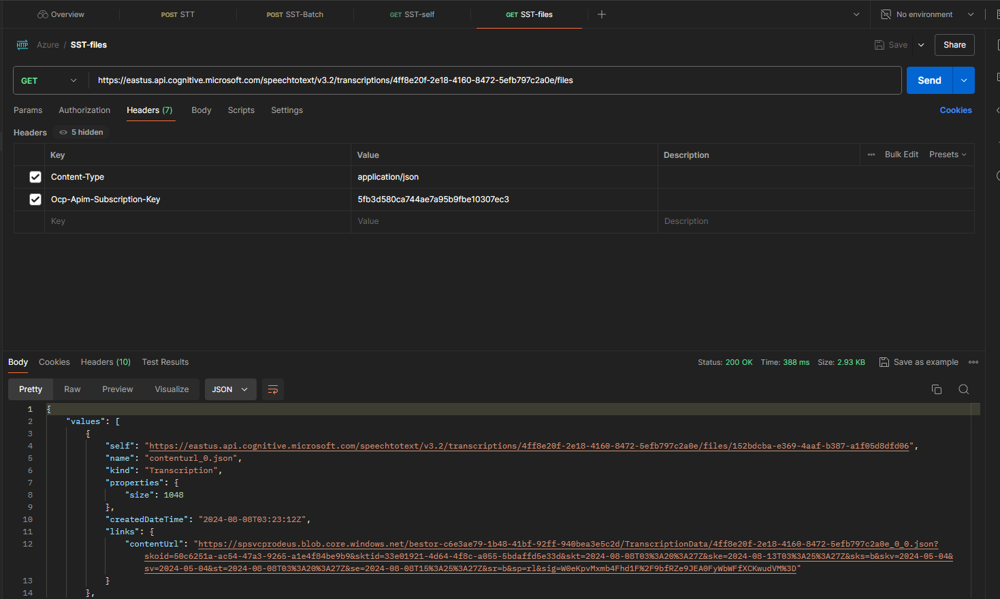 Overview
POST STT
POST SST-Batch
GET SST-self
GET SST-files
No environment
HTTP Azure / SST-files
Save
Share
GET
https://eastus.api.cognitive.microsoft.com/speechtotext/v3.2/transcriptions/4ff8e20f-2e18-4160-8472-5efb797c2a0e/files
Send
Params Authorization Headers (7) Body Scripts Settings
Cookies
Headers 5 hidden
Key Value Description Bulk Edit Presets
Content-Type application/json
Ocp-Apim-Subscription-Key 5fb3d580ca744ae7a95b9fbe10307ec3
Key Value Description
Body Cookies Headers (10) Test Results
Status: 200 OK Time: 388 ms Size: 2.93 KB Save as example
Pretty Raw Preview Visualize JSON
1 {
2 "values": [
3 {
4 "self": "https://eastus.api.cognitive.microsoft.com/speechtotext/v3.2/transcriptions/4ff8e20f-2e18-4160-8472-5efb797c2a0e/files/152bdcba-e369-4aaf-b387-a1f05d8dfd06",
5 "name": "contenturl_0.json",
6 "kind": "Transcription",
7 "properties": {
8 "size": 1048
9 },
10 "createdDateTime": "2024-08-08T03:23:12Z",
11 "links": {
12 "contentUrl": "https://spsvcprodeus.blob.core.windows.net/bestor-c6e3ae79-1b48-41bf-92ff-940bea3e5c2d/TranscriptionData/4ff8e20f-2e18-4160-8472-5efb797c2a0e_0_0.json?
skoid=50c6251a-ac54-47a3-9265-a1e4f84be9b9&sktid=33e01921-4d64-4f8c-a055-5bdaffd5e33d&skt=2024-08-08T03%3A20%3A27Z&ske=2024-08-13T03%3A25%3A27Z&sks=b&skv=2024-05-04&
sv=2024-05-04&st=2024-08-08T03%3A20%3A27Z&se=2024-08-08T15%3A25%3A27Z&sr=b&sp=rl&sig=W0eKpvMxmb4Fhd1F%2F9bfRZe9JEA0FyWbWFfXCKwudVM%3D"
13 }
14 },